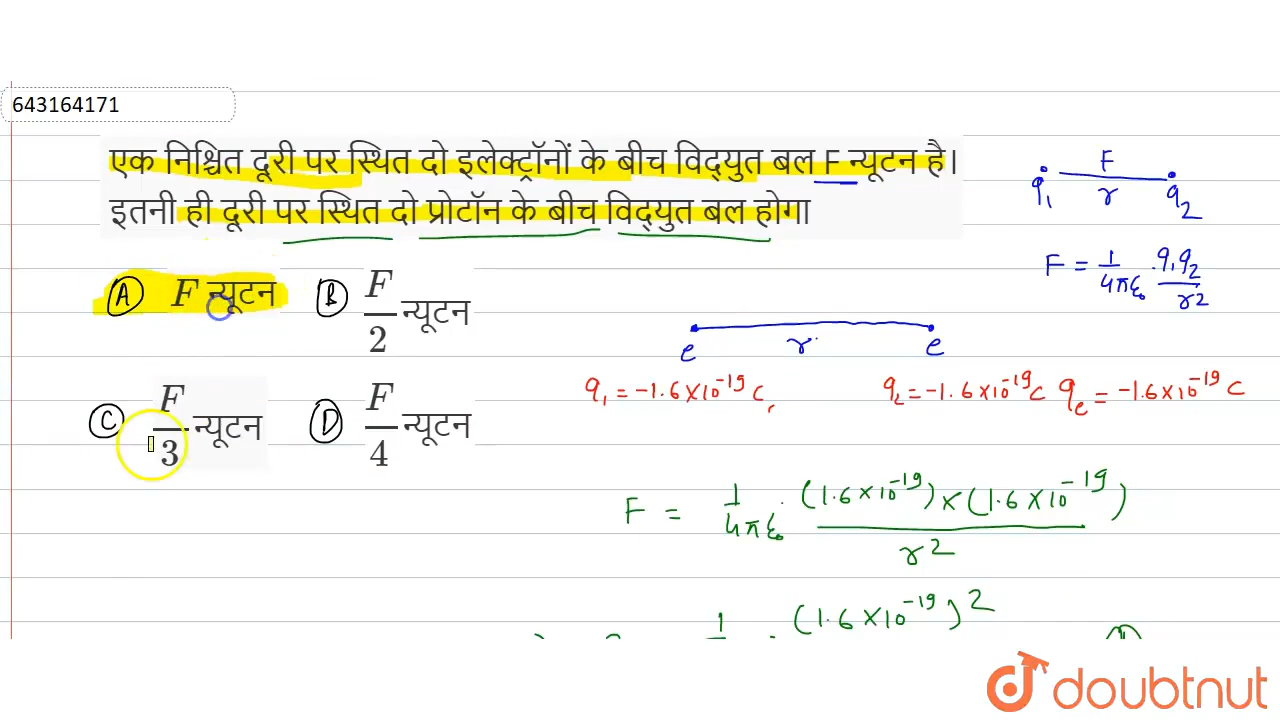 643164171
एक निश्चित दूरी पर स्थित दो इलेक्ट्रॉनों के बीच विद्युत बल F न्यूटन है।
इतनी ही दूरी पर स्थित दो प्रोटॉन के बीच विद्युत बल होगा
(A) F न्यूटन (B) F/2 न्यूटन
(C) F/3 न्यूटन (D) F/4 न्यूटन
F
q₁ r q₂
F = 1/4πε₀ · q₁q₂/r²
e r e
q₁ = -1.6×10⁻¹⁹ C, q₂ = -1.6×10⁻¹⁹ C qₑ = -1.6×10⁻¹⁹ C
F = 1/4πε₀ · (1.6×10⁻¹⁹)×(1.6×10⁻¹⁹)/r²
(1.6×10⁻¹⁹)²
doubtnut